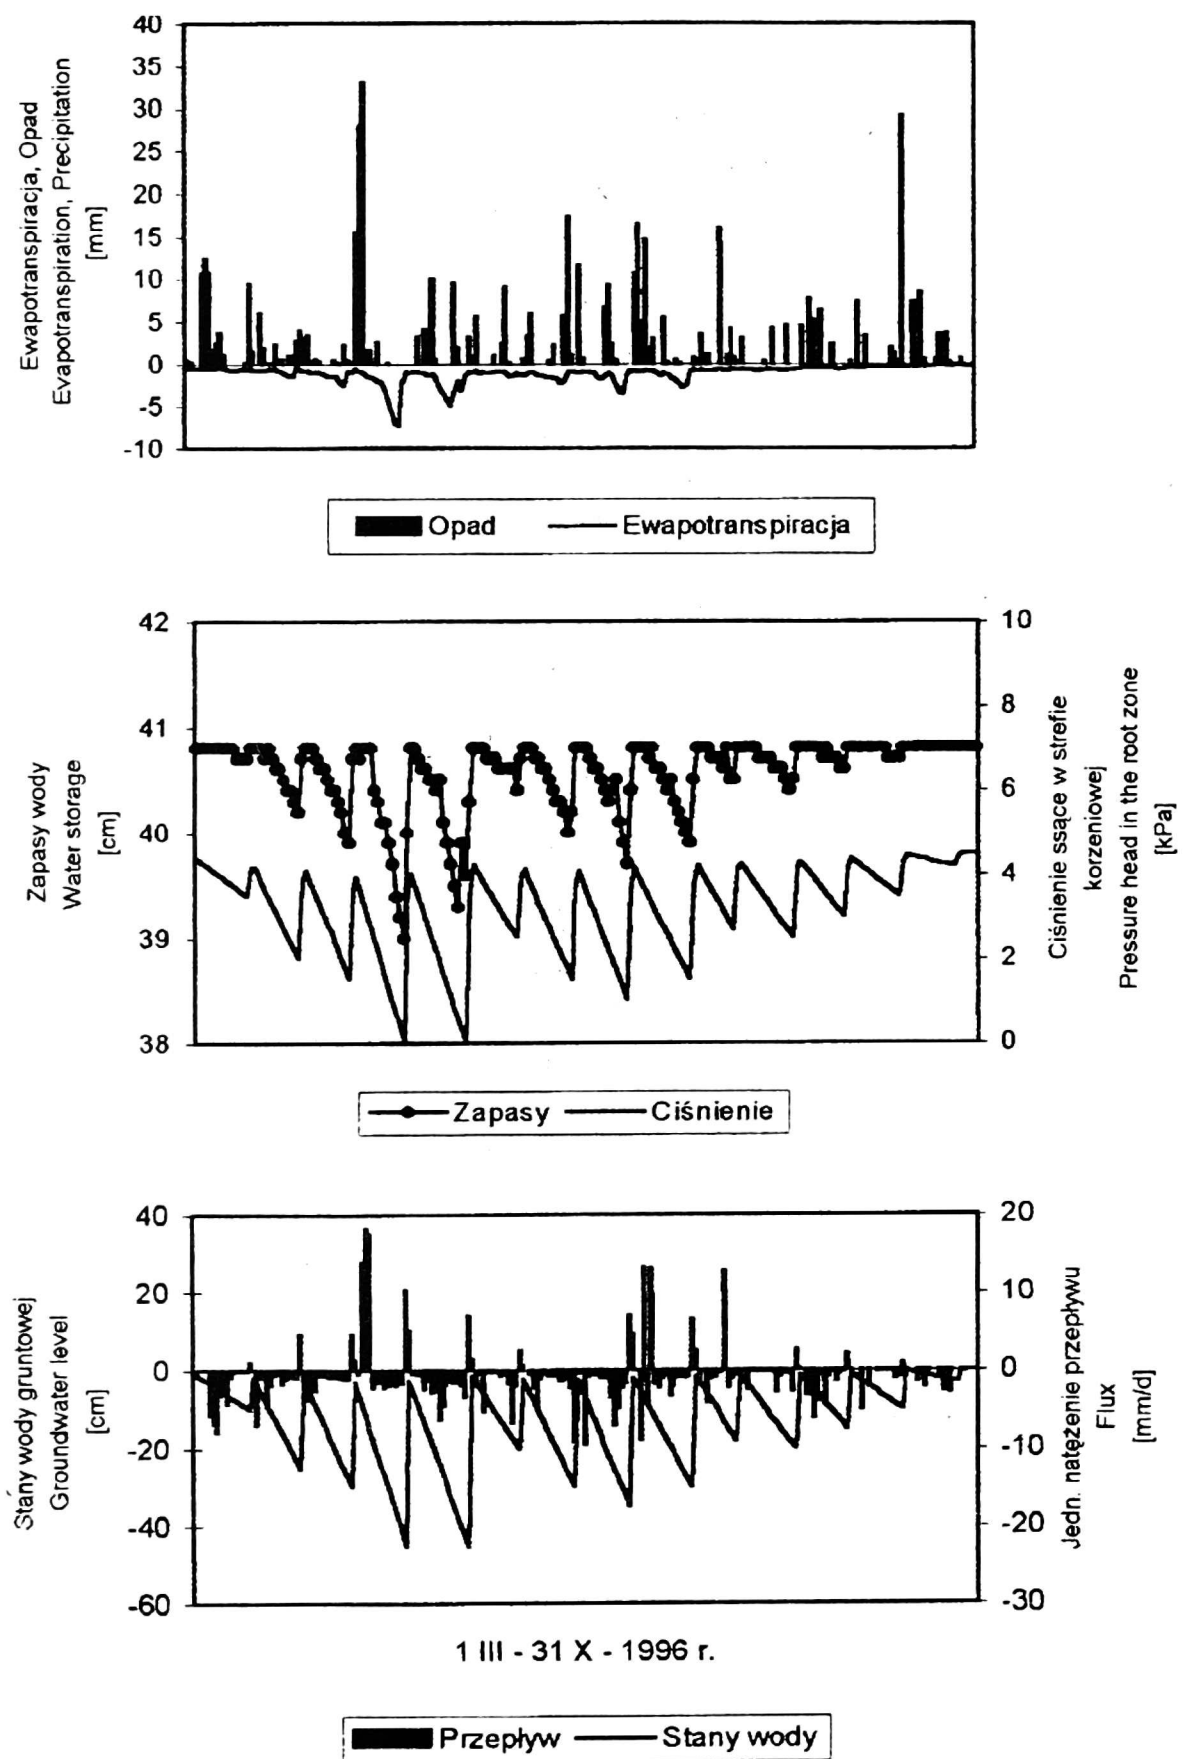 Ewapotranspiracja, Opad
Evapotranspiration, Precipitation
[mm]
40
35
30
25
20
15
10
5
0
-5
-10
Opad
Ewapotranspiracja
Zapasy wody
Water storage
[cm]
42
41
40
39
38
10
8
6
4
2
0
Ciśnienie ssące w strefie
korzeniowej
Pressure head in the root zone
[kPa]
Zapasy
Ciśnienie
Stany wody gruntowej
Groundwater level
[cm]
40
20
0
-20
-40
-60
20
10
0
-10
-20
-30
Jedn. natężenie przepływu
Flux
[mm/d]
1 III - 31 X - 1996 r.
Przepływ
Stany wody